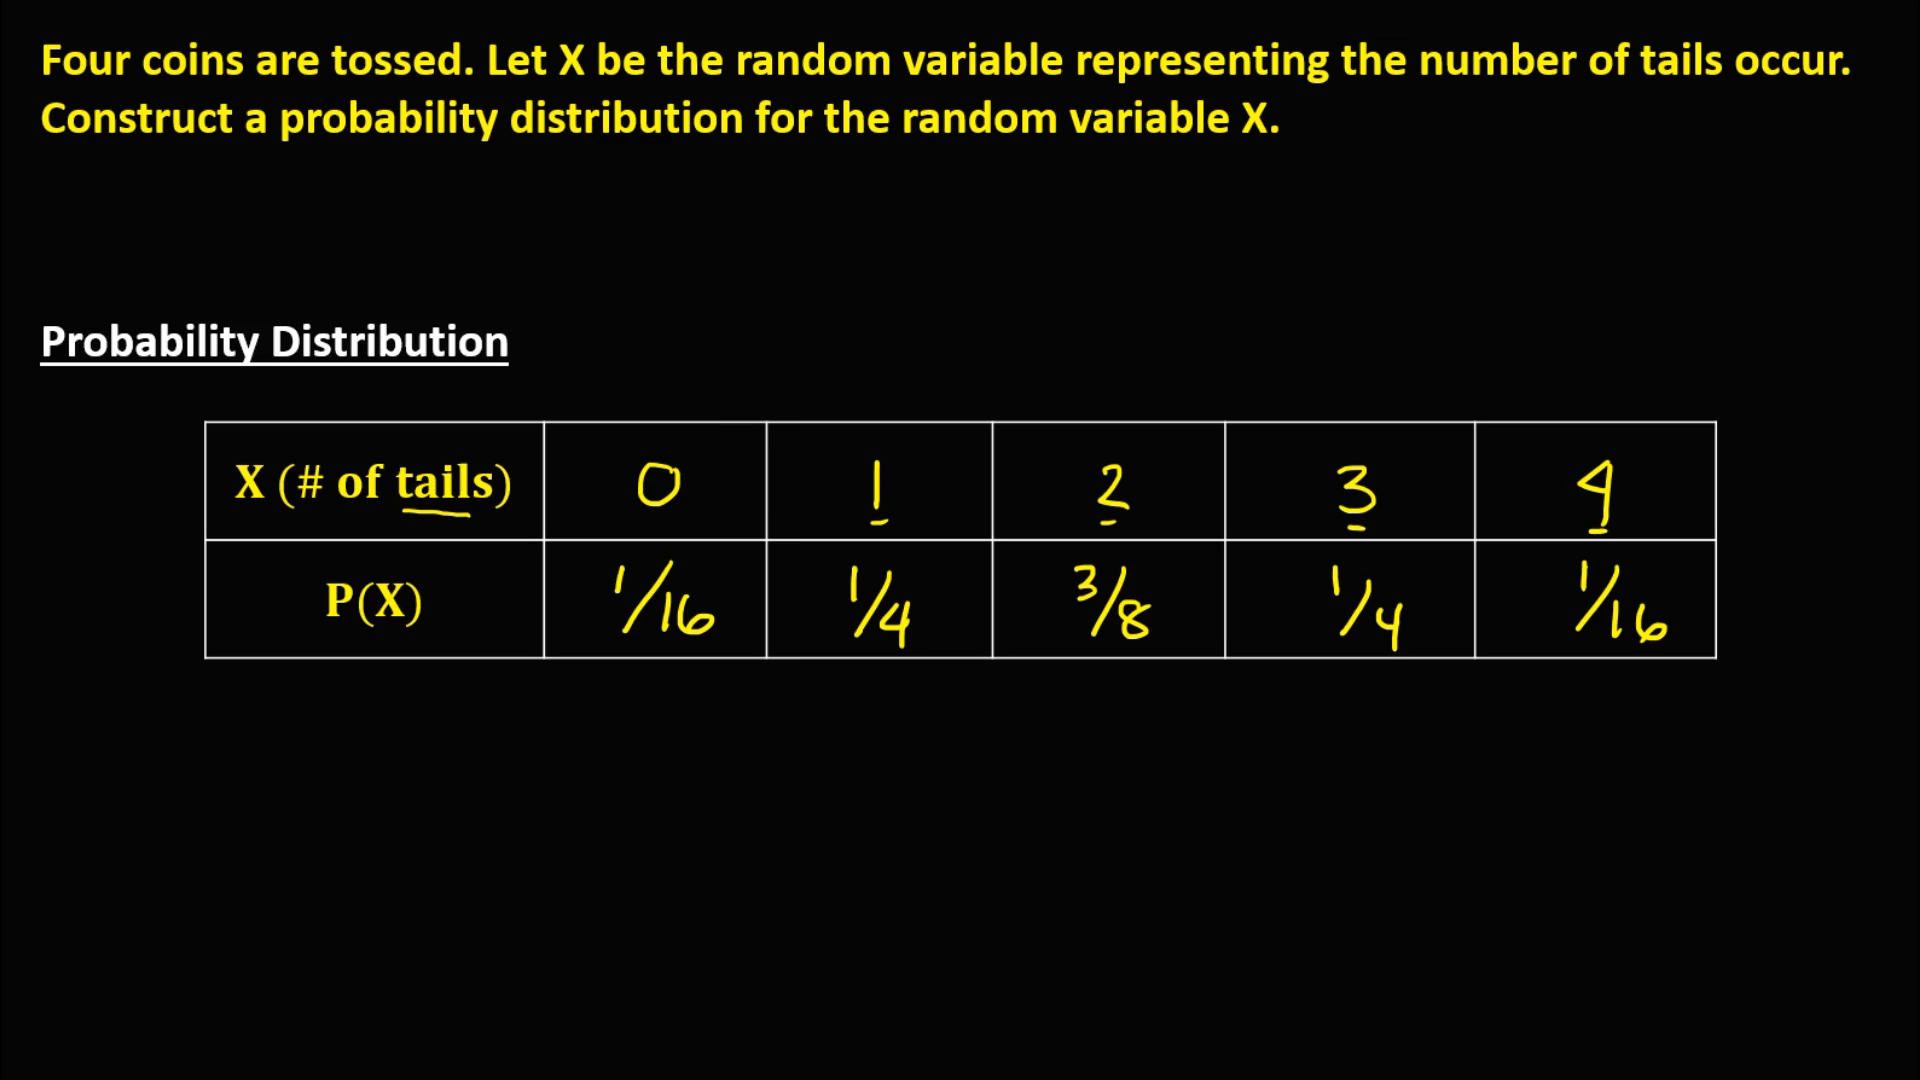 Four coins are tossed. Let X be the random variable representing the number of tails occur.
Construct a probability distribution for the random variable X.
Probability Distribution
X (# of tails) 0 1 2 3 4
P(X) 1/16 1/4 3/8 1/4 1/16